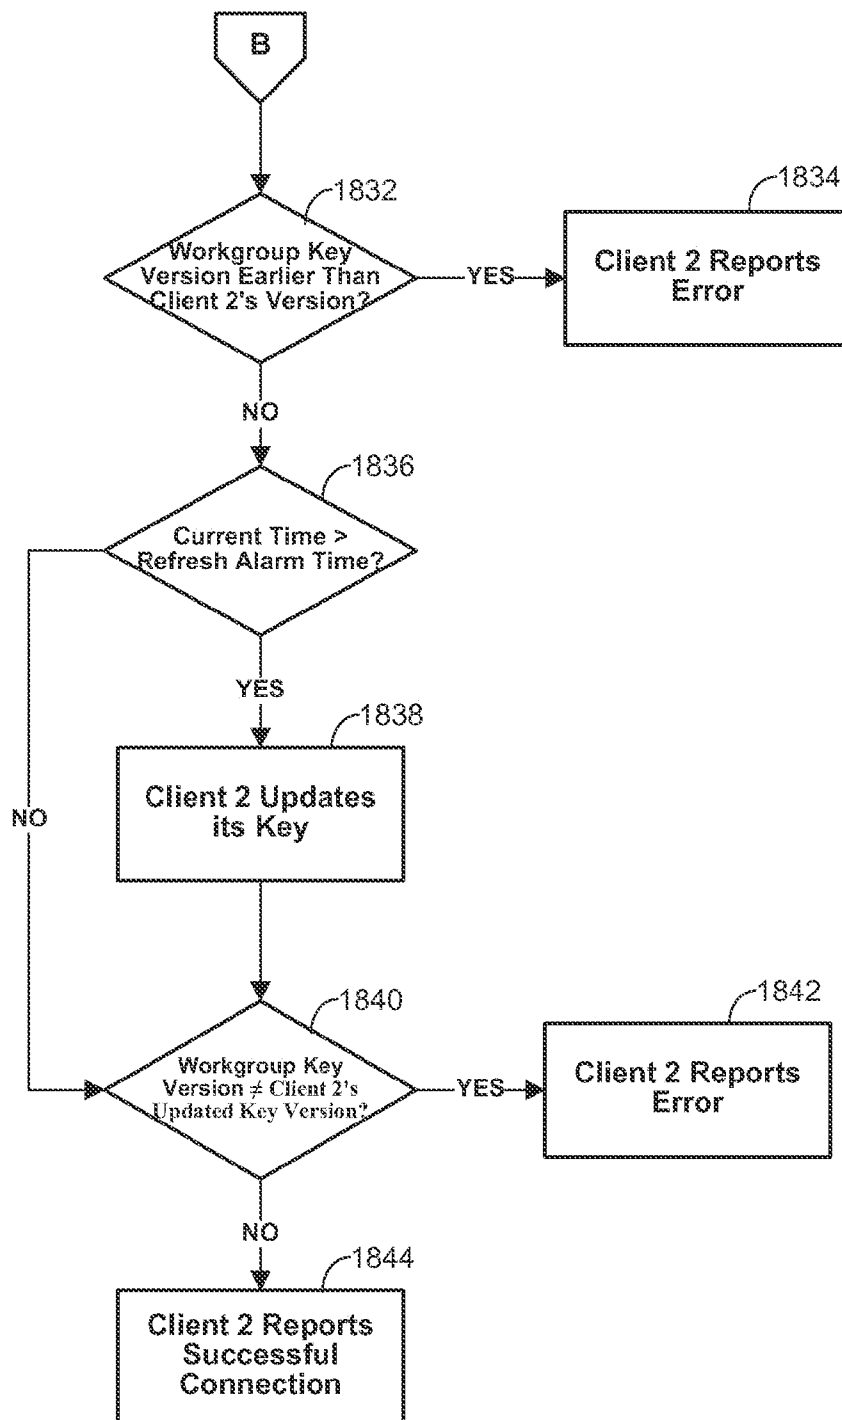 B
1832
Workgroup Key
Version Earlier Than
Client 2's Version?
YES
1834
Client 2 Reports
Error
NO
1836
Current Time >
Refresh Alarm Time?
YES
1838
Client 2 Updates
its Key
NO
1840
Workgroup Key
Version ≠ Client 2's
Updated Key Version?
YES
1842
Client 2 Reports
Error
NO
1844
Client 2 Reports
Successful
Connection